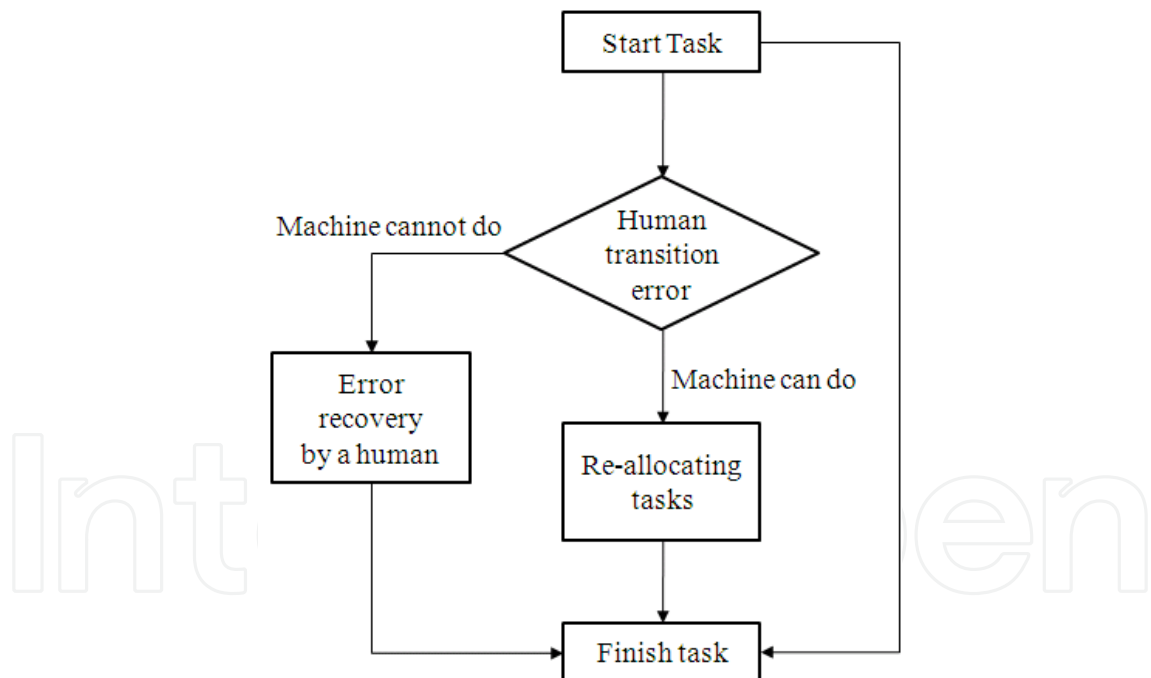 Start Task
Human
transition
error
Machine cannot do
Machine can do
Error
recovery
by a human
Re-allocating
tasks
Finish task